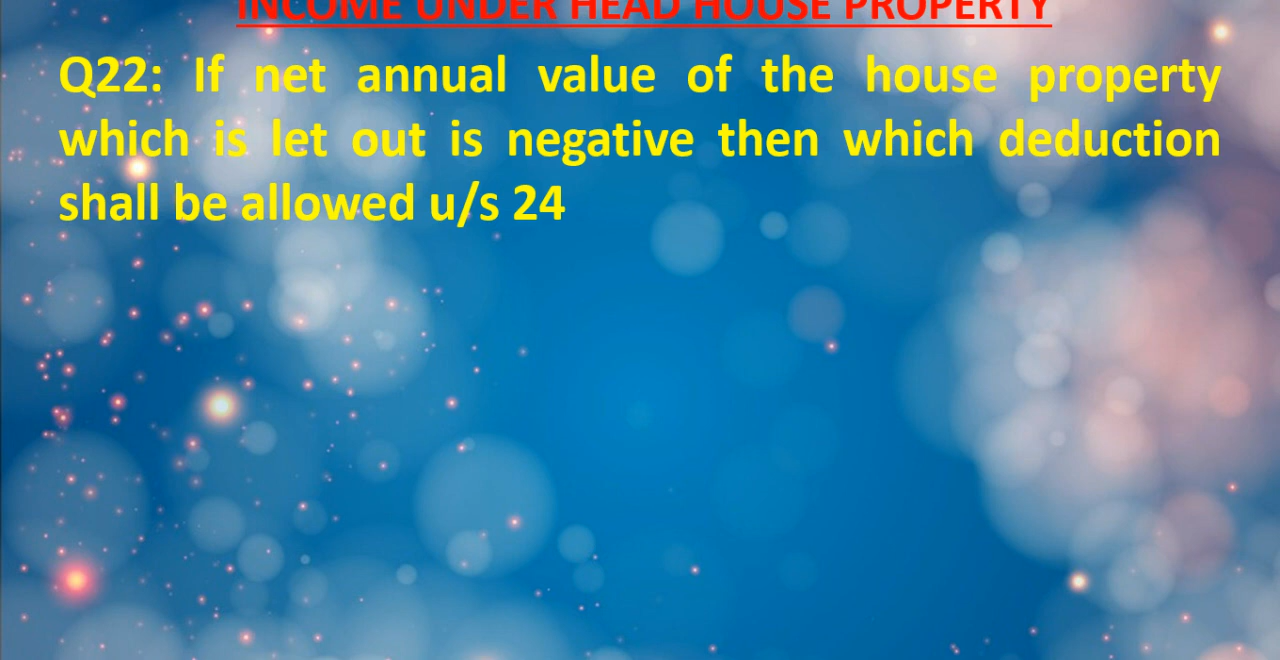 INCOME UNDER HEAD HOUSE PROPERTY
Q22: If net annual value of the house property
which is let out is negative then which deduction
shall be allowed u/s 24